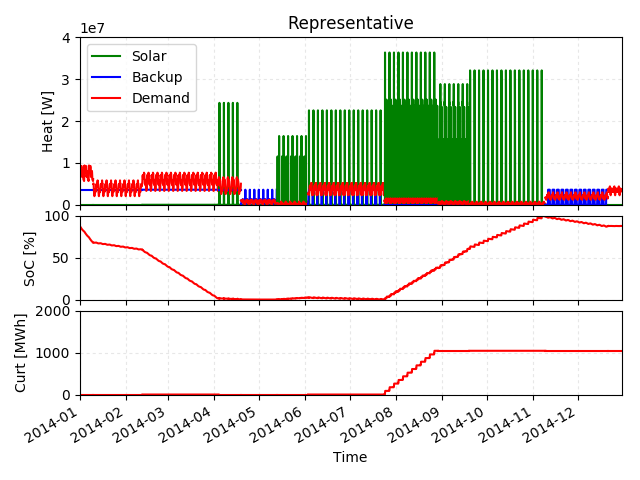 Representative
1e7
4
3
2
1
0
Heat [W]
Solar
Backup
Demand
100
50
0
SoC [%]
2000
1000
0
Curt [MWh]
2014-01
2014-02
2014-03
2014-04
2014-05
2014-06
2014-07
2014-08
2014-09
2014-10
2014-11
2014-12
Time